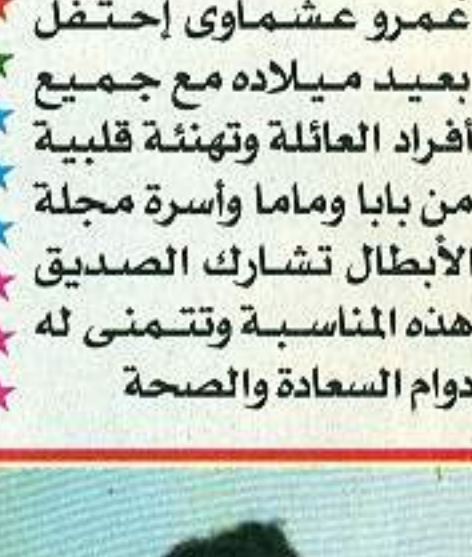 عمرو عشماوى إحتفل
بعيد ميلاده مع جميع
أفراد العائلة وتهنئة قلبية
من بابا وماما وأسرة مجلة
الأبطال تشارك الصديق
هذه المناسبة وتتمنى له
دوام السعادة والصحة